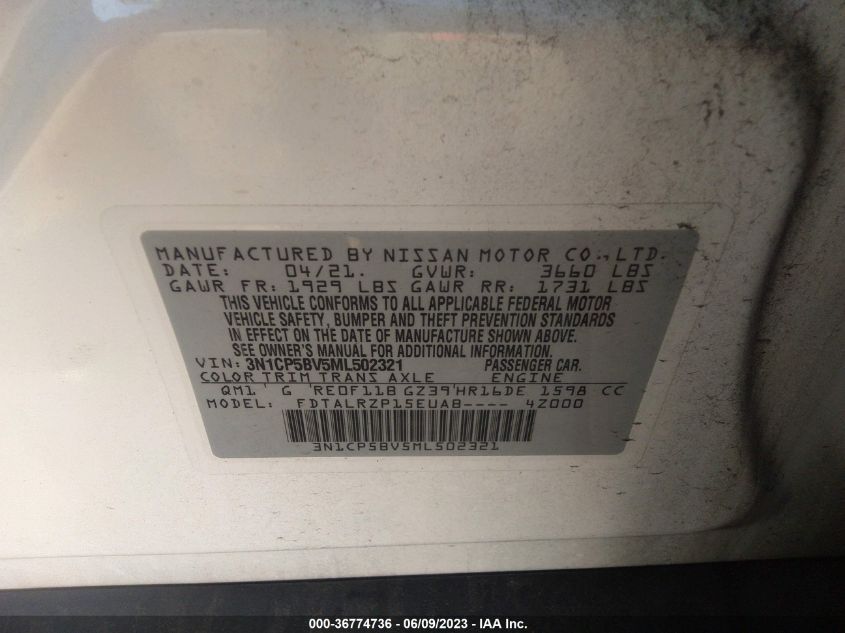 MANUFACTURED BY NISSAN MOTOR CO., LTD.
DATE: 04/21. GVWR: 3660 LBS
GAWR FR: 1929 LBS GAWR RR: 1731 LBS
THIS VEHICLE CONFORMS TO ALL APPLICABLE FEDERAL MOTOR
VEHICLE SAFETY, BUMPER AND THEFT PREVENTION STANDARDS
IN EFFECT ON THE DATE OF MANUFACTURE SHOWN ABOVE.
SEE OWNER'S MANUAL FOR ADDITIONAL INFORMATION.
VIN: 3N1CP5BV5ML502321 PASSENGER CAR.
COLOR TRIM TRANS AXLE ENGINE
QM1 G RE0F11B GZ39 HR16DE 1598 CC
MODEL: FDTALRZP15EUAB---- 4Z000
3N1CP5BV5ML502321
000-36774736 - 06/09/2023 - IAA Inc.